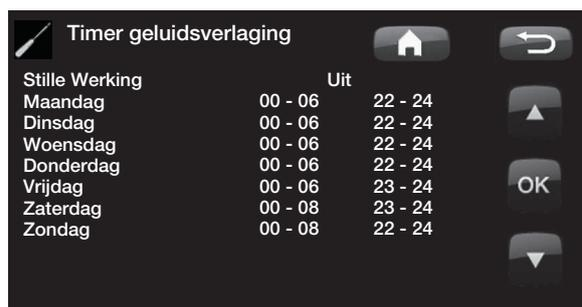 Timer geluidsverlaging
Stille Werking Uit
Maandag 00 - 06 22 - 24
Dinsdag 00 - 06 22 - 24
Woensdag 00 - 06 22 - 24
Donderdag 00 - 06 22 - 24
Vrijdag 00 - 06 23 - 24
Zaterdag 00 - 08 23 - 24
Zondag 00 - 08 22 - 24
OK